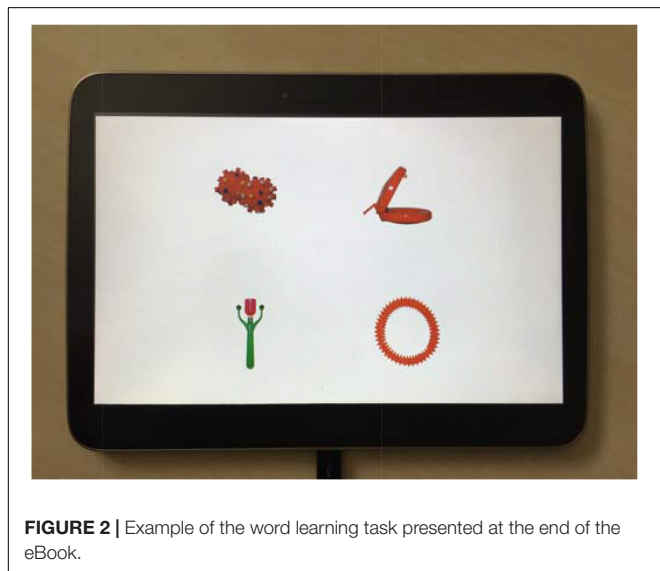 FIGURE 2 | Example of the word learning task presented at the end of the
eBook.